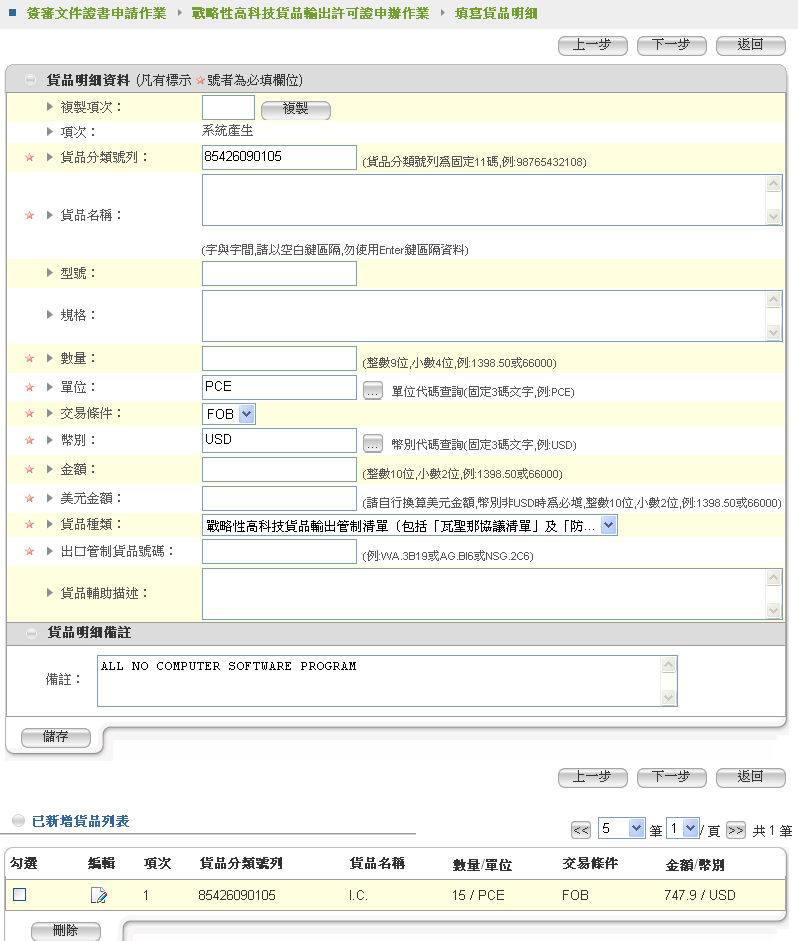 簽審文件證書申請作業 戰略性高科技貨品輸出許可證申辦作業 填寫貨品明細
上一步 下一步 返回
貨品明細資料 (凡有標示 號者為必填欄位)
複製項次： 複製
項次： 系統產生
貨品分類號列： 85426090105 (貨品分類號列為固定11碼,例:98765432108)
貨品名稱：
(字與字間,請以空白鍵區隔,勿使用Enter鍵區隔資料)
型號：
規格：
數量： (整數9位,小數4位,例:1398.50或66000)
單位： PCE ... 單位代碼查詢(固定3碼文字,例:PCE)
交易條件： FOB
幣別： USD ... 幣別代碼查詢(固定3碼文字,例:USD)
金額： (整數10位,小數2位,例:1398.50或66000)
美元金額： (請自行換算美元金額,幣別非USD時為必填,整數10位,小數2位,例:1398.50或66000)
貨品種類： 戰略性高科技貨品輸出管制清單（包括「瓦聖那協議清單」及「防...
出口管制貨品號碼： (例:WA.3B19或AG.BI6或NSG.2C6)
貨品輔助描述：
貨品明細備註
備註： ALL NO COMPUTER SOFTWARE PROGRAM
儲存
上一步 下一步 返回
已新增貨品列表
<< 5 筆 1 / 頁 >> 共 1 筆
勾選 編輯 項次 貨品分類號列 貨品名稱 數量/單位 交易條件 金額/幣別
1 85426090105 I.C. 15 / PCE FOB 747.9 / USD
刪除